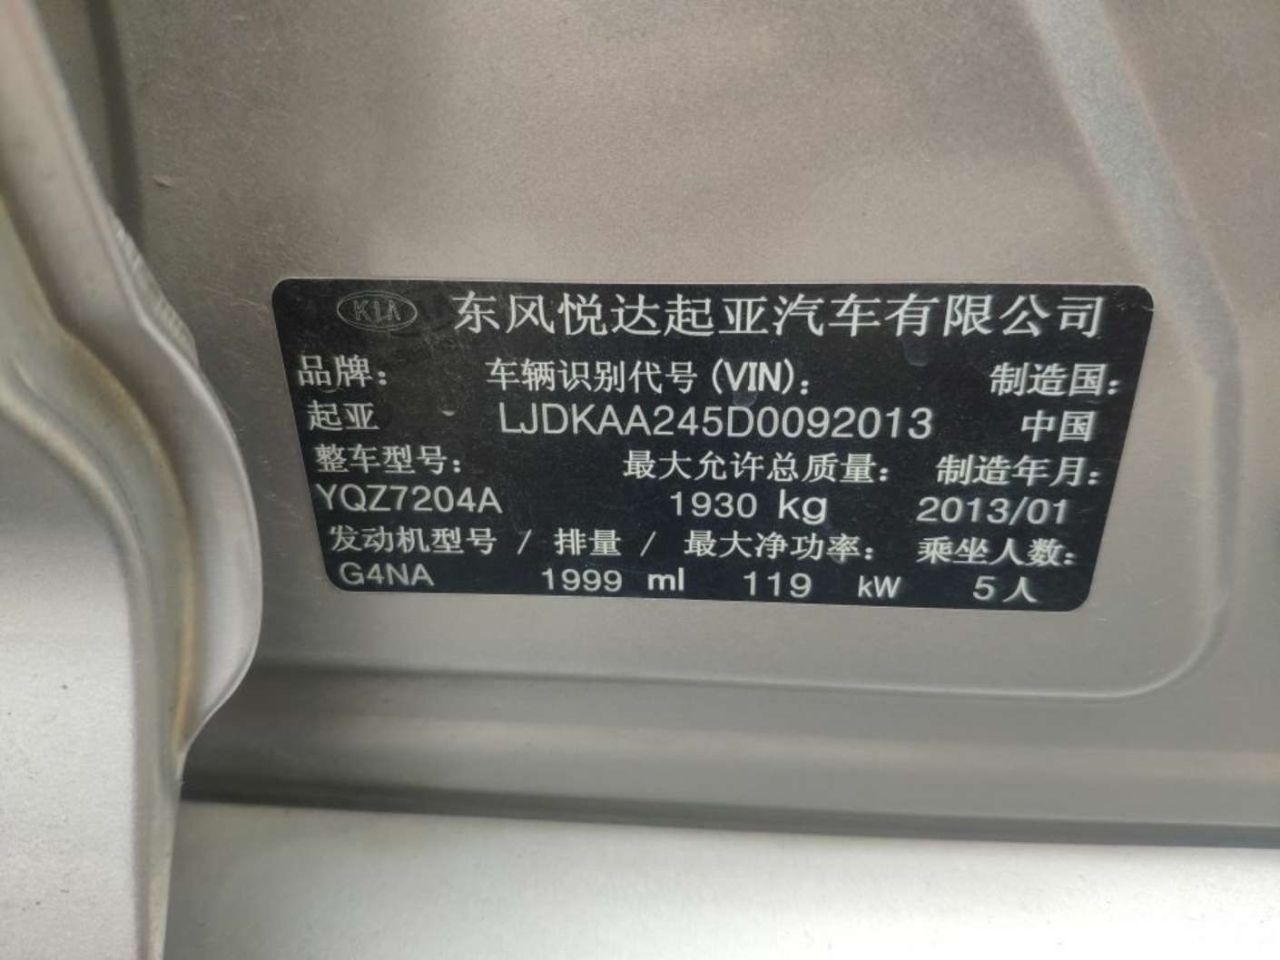 KIA 东风悦达起亚汽车有限公司
品牌： 车辆识别代号(VIN)： 制造国：
起亚 LJDKAA245D0092013 中国
整车型号： 最大允许总质量： 制造年月：
YQZ7204A 1930 kg 2013/01
发动机型号 / 排量 / 最大净功率： 乘坐人数：
G4NA 1999 ml 119 kW 5人